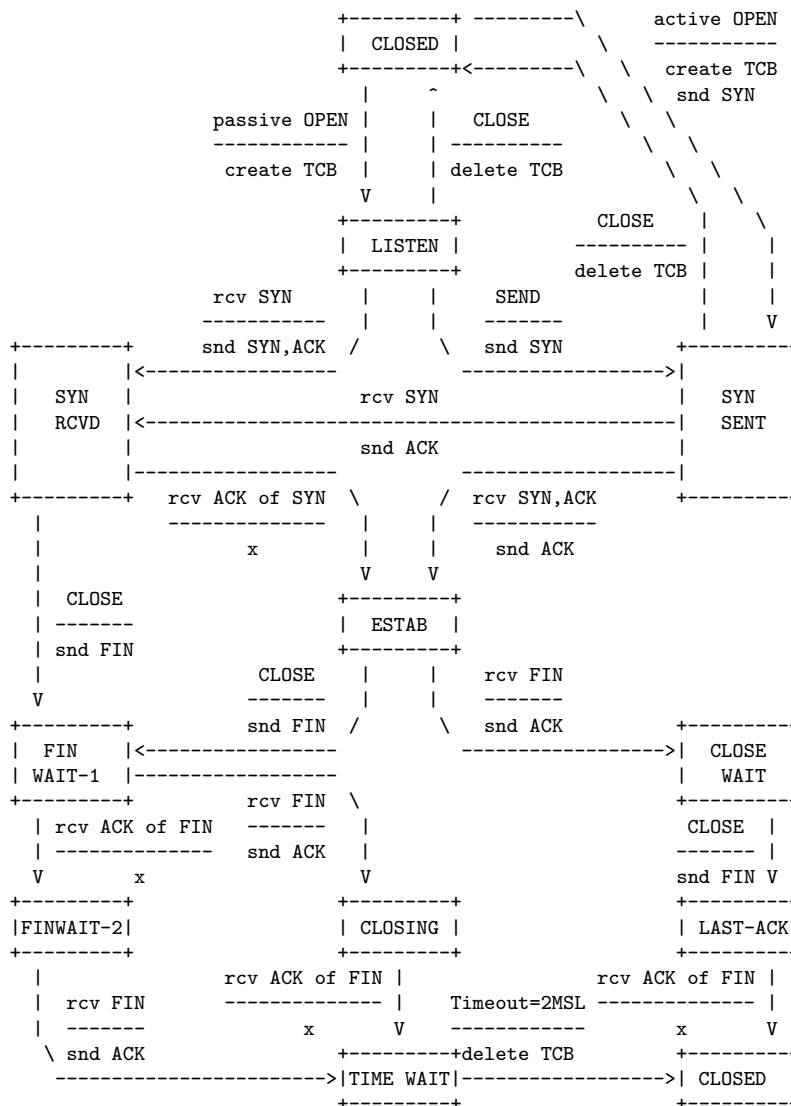 +---------+ ---------\ active OPEN
| CLOSED | \ -----------
+---------+<---------\ \ create TCB
| ^ \ \ snd SYN
passive OPEN | | CLOSE \ \
------------ | | ---------- \ \
create TCB | | delete TCB \ \
V | \ \
+---------+ CLOSE | \
| LISTEN | ---------- | |
+---------+ delete TCB | |
rcv SYN | | SEND | |
----------- | | ------- | V
+---------+ snd SYN,ACK / \ snd SYN +---------
| |<----------------- ------------------>|
| SYN | rcv SYN | SYN
| RCVD |<-----------------------------------------------| SENT
| | snd ACK |
| |------------------ -------------------|
+---------+ rcv ACK of SYN \ / rcv SYN,ACK +---------
| -------------- | | -----------
| x | | snd ACK
| V V
| CLOSE +---------+
| ------- | ESTAB |
| snd FIN +---------+
| CLOSE | | rcv FIN
V ------- | | -------
+---------+ snd FIN / \ snd ACK +---------
| FIN |<----------------- ------------------>| CLOSE
| WAIT-1 |------------------ | WAIT
+---------+ rcv FIN \ +---------
| rcv ACK of FIN ------- | CLOSE |
| -------------- snd ACK | ------- |
V x V snd FIN V
+---------+ +---------+ +---------
|FINWAIT-2| | CLOSING | | LAST-ACK
+---------+ +---------+ +---------
| rcv ACK of FIN | rcv ACK of FIN |
| rcv FIN -------------- | Timeout=2MSL -------------- |
| ------- x V ------------ x V
\ snd ACK +---------+delete TCB +---------
------------------------>|TIME WAIT|------------------>| CLOSED
+---------+ +---------